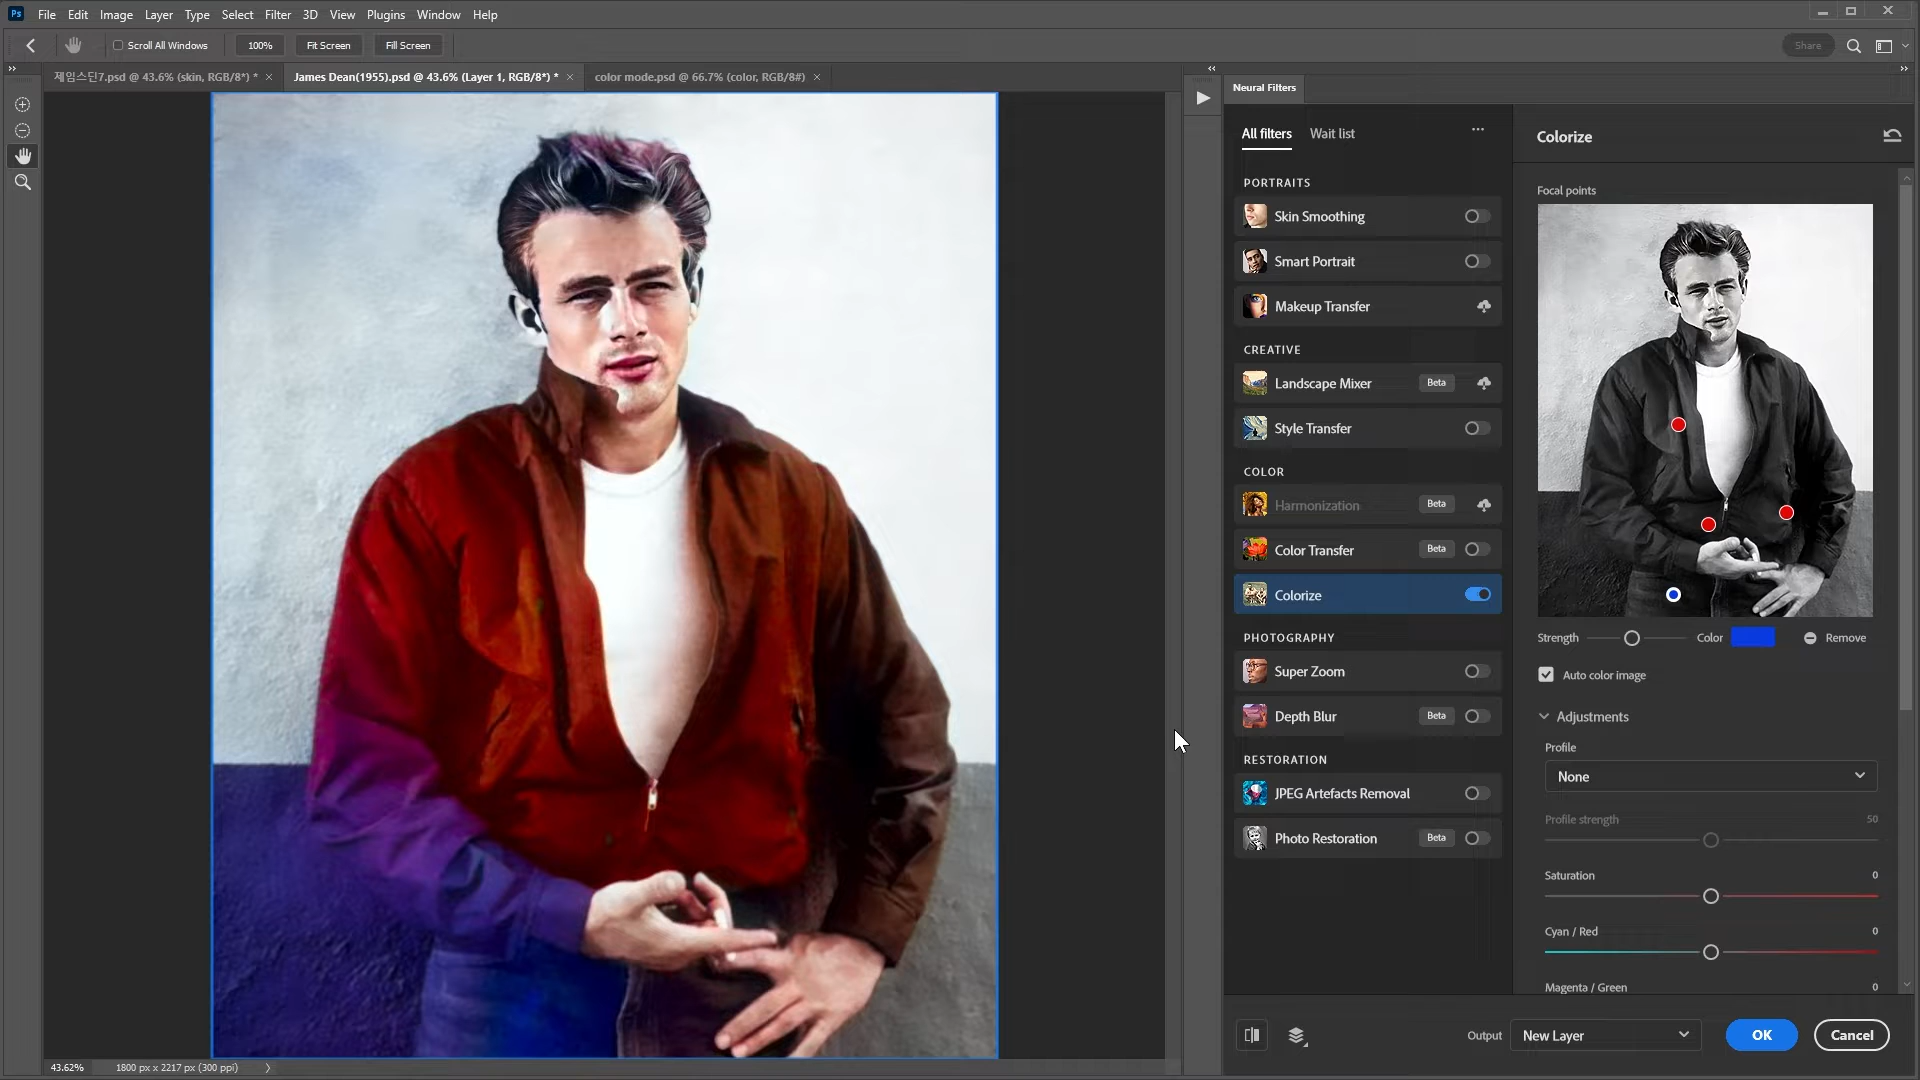 Ps File Edit Image Layer Type Select Filter 3D View Plugins Window Help
Scroll All Windows 100% Fit Screen Fill Screen Share
제임스딘7.psd @ 43.6% (skin, RGB/8*) * × James Dean(1955).psd @ 43.6% (Layer 1, RGB/8*) * × color mode.psd @ 66.7% (color, RGB/8#) ×
Neural Filters
All filters Wait list ...
PORTRAITS
Skin Smoothing
Smart Portrait
Makeup Transfer
CREATIVE
Landscape Mixer Beta
Style Transfer
COLOR
Harmonization Beta
Color Transfer Beta
Colorize
PHOTOGRAPHY
Super Zoom
Depth Blur Beta
RESTORATION
JPEG Artefacts Removal
Photo Restoration Beta
Colorize
Focal points
Strength Color Remove
Auto color image
Adjustments
Profile
None
Profile strength 50
Saturation 0
Cyan / Red 0
Magenta / Green 0
Output New Layer OK Cancel
43.62% 1800 px x 2217 px (300 ppi)